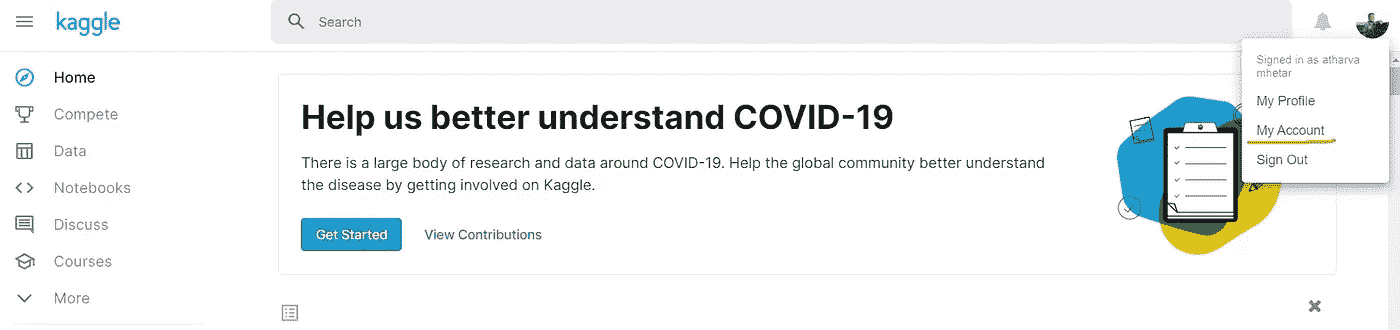 kaggle
Search
Signed in as atharva
mhetar
My Profile
My Account
Sign Out
Home
Compete
Data
Notebooks
Discuss
Courses
More
Help us better understand COVID-19
There is a large body of research and data around COVID-19. Help the global community better understand
the disease by getting involved on Kaggle.
Get Started
View Contributions